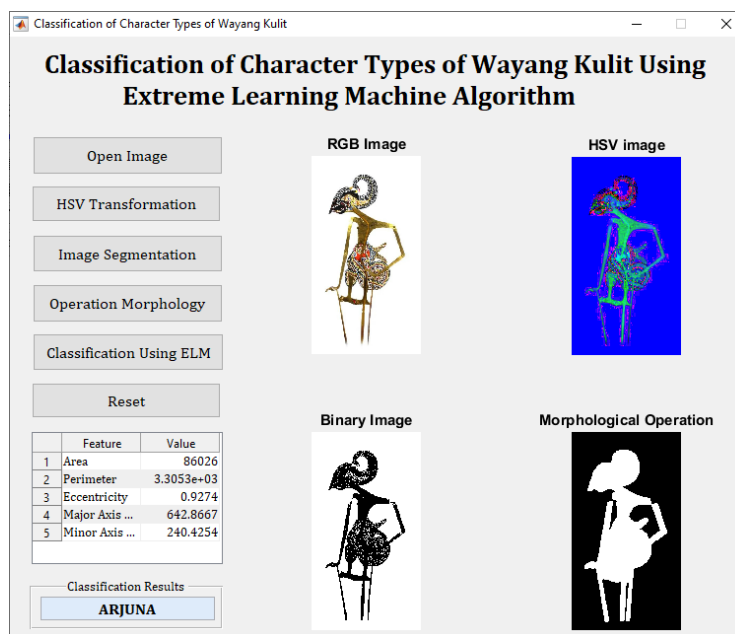 Classification of Character Types of Wayang Kulit
Classification of Character Types of Wayang Kulit Using
Extreme Learning Machine Algorithm
Open Image
HSV Transformation
Image Segmentation
Operation Morphology
Classification Using ELM
Reset
RGB Image
HSV image
Binary Image
Morphological Operation
Feature Value
1 Area 86026
2 Perimeter 3.3053e+03
3 Eccentricity 0.9274
4 Major Axis ... 642.8667
5 Minor Axis ... 240.4254
Classification Results
ARJUNA